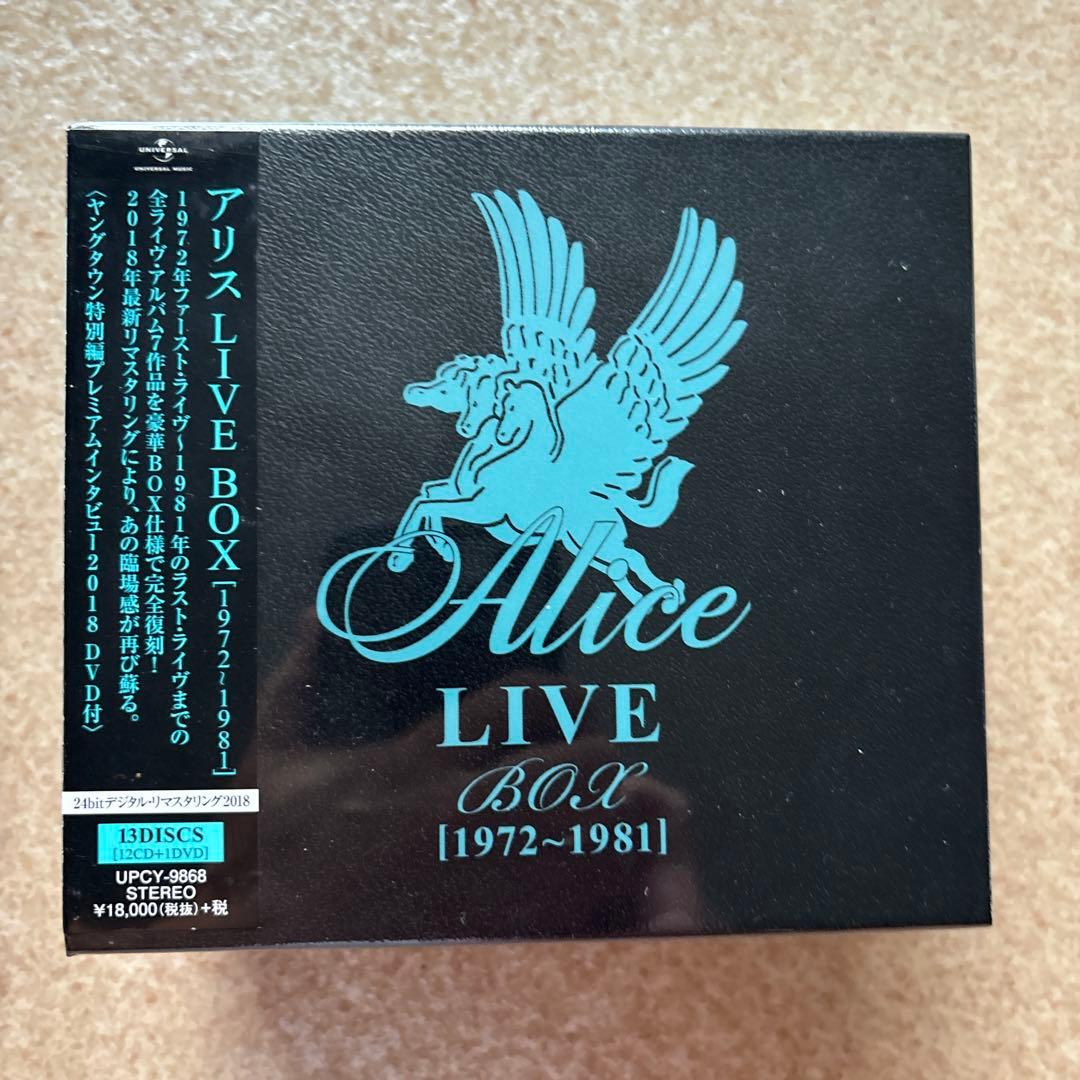 UNIVERSAL
UNIVERSAL MUSIC
アリス LIVE BOX [1972~1981]
1972年ファースト・ライヴ~1981年のラスト・ライヴまでの
全ライヴ・アルバム7作品を豪華BOX仕様で完全復刻!
2018年最新リマスタリングにより、あの臨場感が再び蘇る。
〈ヤングタウン特別編プレミアムインタビュー2018 DVD付〉
24bitデジタル・リマスタリング2018
13DISCS
[12CD+1DVD]
UPCY-9868
STEREO
¥18,000(税抜)+税
Alice
LIVE
BOX
[1972~1981]